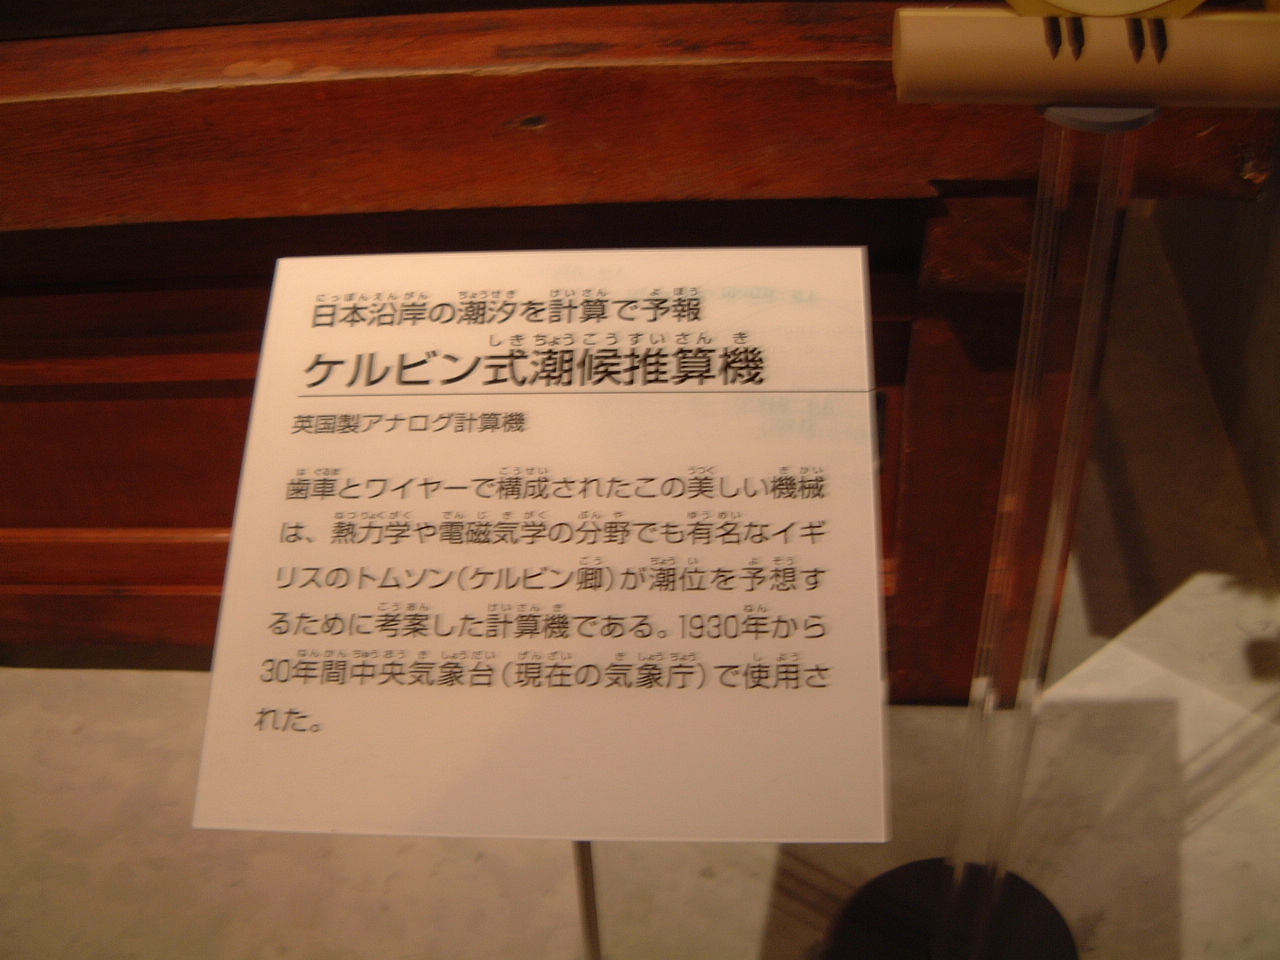 日本沿岸の潮汐を計算で予報
ケルビン式潮候推算機
英国製アナログ計算機
歯車とワイヤーで構成されたこの美しい機械
は、熱力学や電磁気学の分野でも有名なイギ
リスのトムソン(ケルビン卿)が潮位を予想す
るために考案した計算機である。1930年から
30年間中央気象台(現在の気象庁)で使用さ
れた。